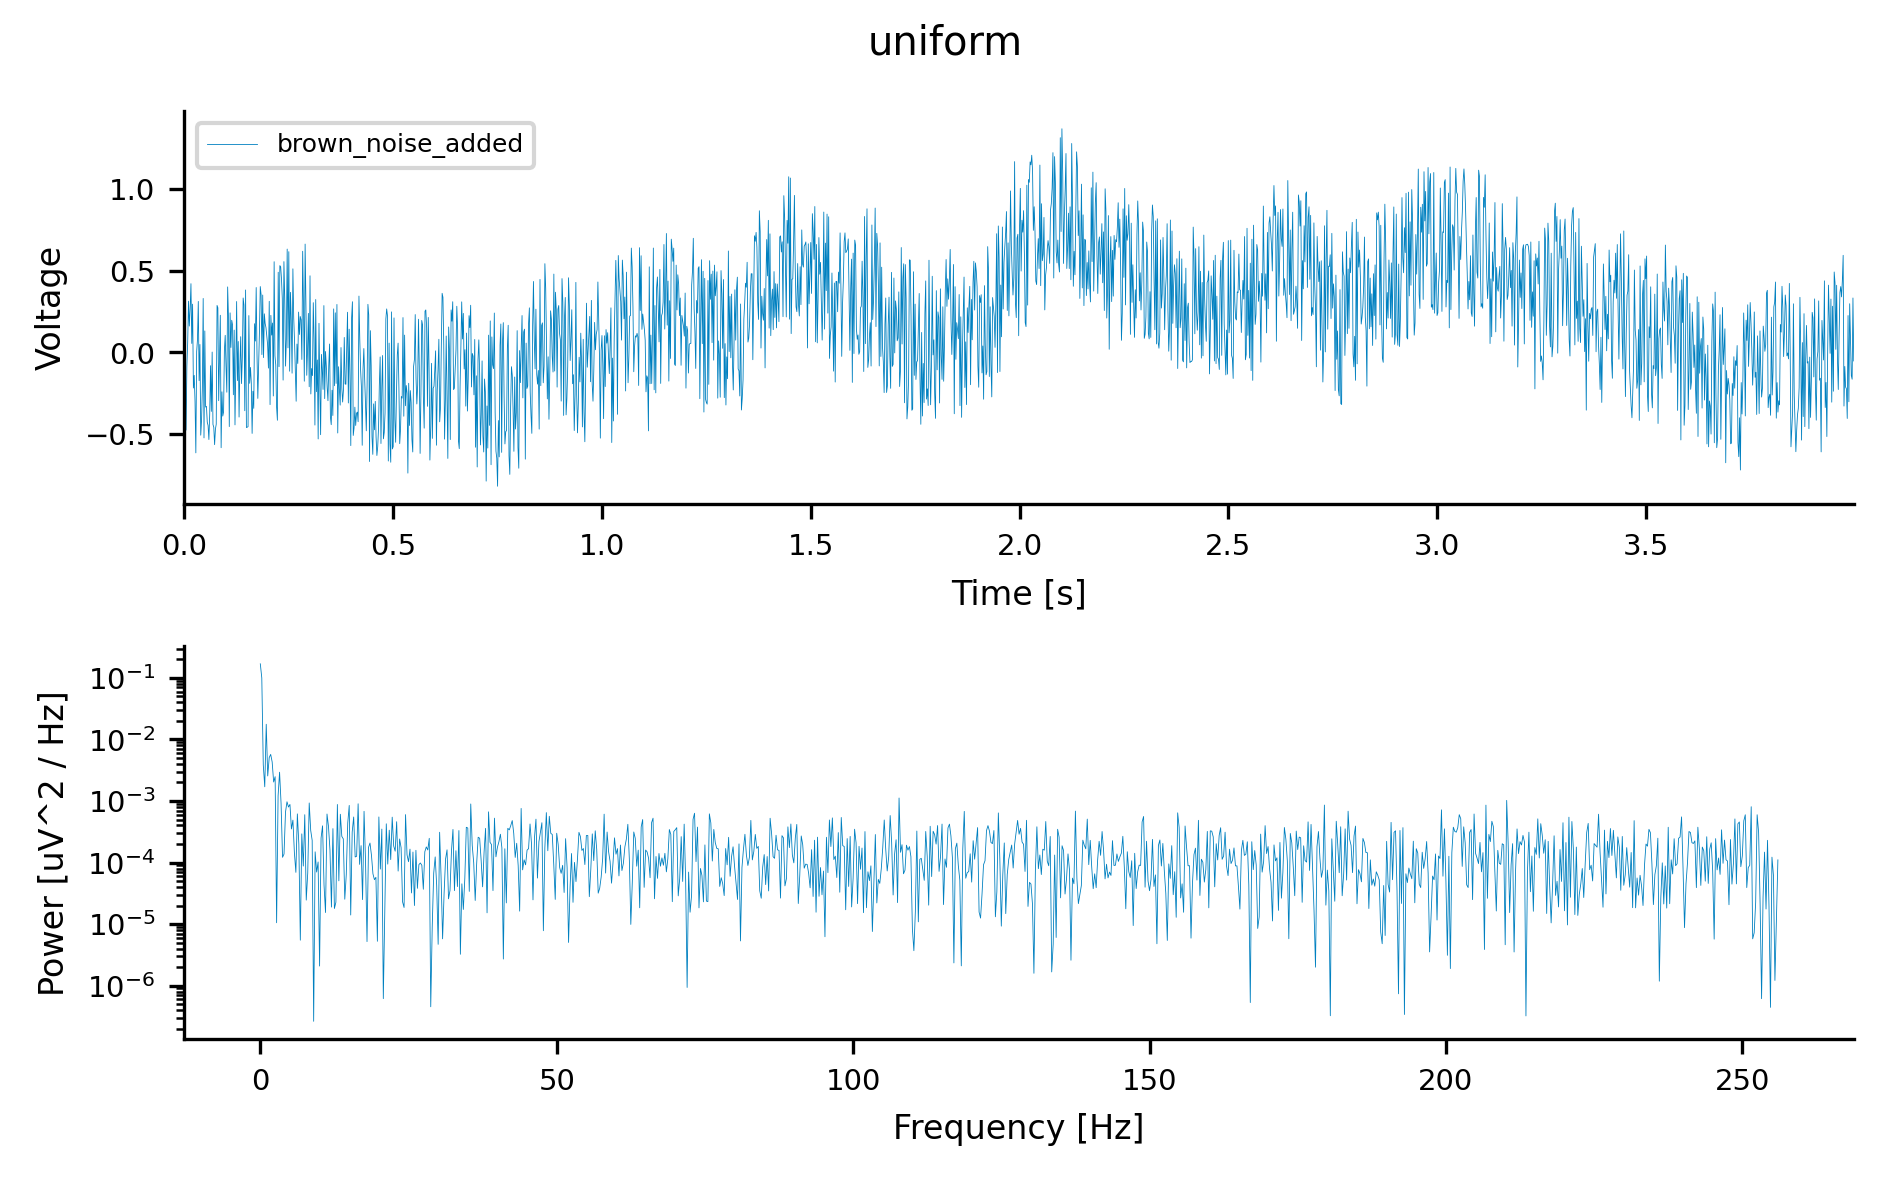 uniform
brown_noise_added
Voltage
1.0
0.5
0.0
−0.5
0.0 0.5 1.0 1.5 2.0 2.5 3.0 3.5
Time [s]
Power [uV^2 / Hz]
10⁻¹
10⁻²
10⁻³
10⁻⁴
10⁻⁵
10⁻⁶
0 50 100 150 200 250
Frequency [Hz]